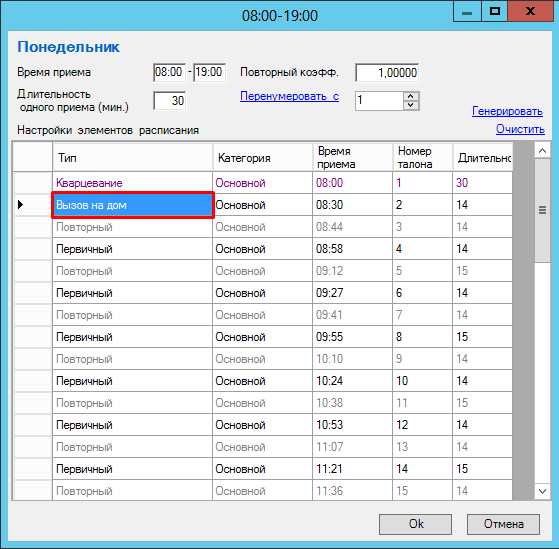 08:00-19:00
Понедельник
Время приема 08:00 - 19:00 Повторный коэфф. 1,00000
Длительность
одного приема (мин.) 30 Перенумеровать с 1
Генерировать
Настройки элементов расписания Очистить
Тип Категория Время приема Номер талона Длительнс
Кварцевание Основной 08:00 1 30
Вызов на дом Основной 08:30 2 14
Повторный Основной 08:44 3 14
Первичный Основной 08:58 4 14
Повторный Основной 09:12 5 15
Первичный Основной 09:27 6 14
Повторный Основной 09:41 7 14
Первичный Основной 09:55 8 15
Повторный Основной 10:10 9 14
Первичный Основной 10:24 10 14
Повторный Основной 10:38 11 15
Первичный Основной 10:53 12 14
Повторный Основной 11:07 13 14
Первичный Основной 11:21 14 15
Повторный Основной 11:36 15 14
Ok Отмена